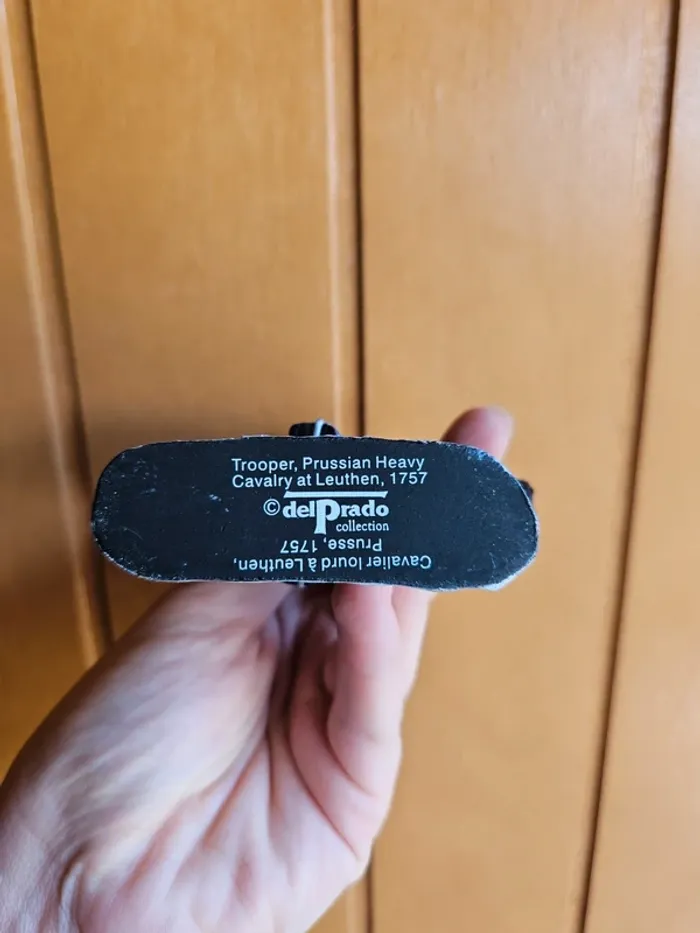 Trooper, Prussian Heavy
Cavalry at Leuthen, 1757
© delPrado
collection
Cavalier lourd à Leuthen,
Prusse, 1757